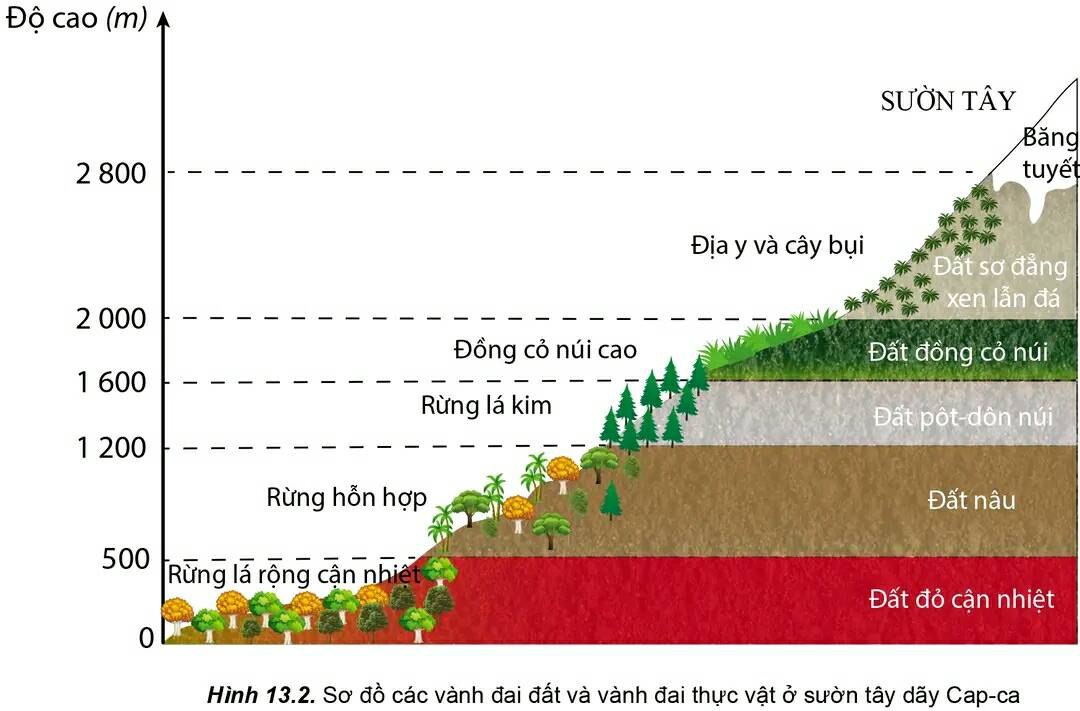 Độ cao (m)
SƯỜN TÂY
Băng
tuyết
2 800
Địa y và cây bụi
Đất sơ đẳng
xen lẫn đá
2 000
Đồng cỏ núi cao
Đất đồng cỏ núi
1 600
Rừng lá kim
Đất pôt-dôn núi
1 200
Rừng hỗn hợp
Đất nâu
500
Rừng lá rộng cận nhiệt
Đất đỏ cận nhiệt
0
Hình 13.2. Sơ đồ các vành đai đất và vành đai thực vật ở sườn tây dãy Cap-ca